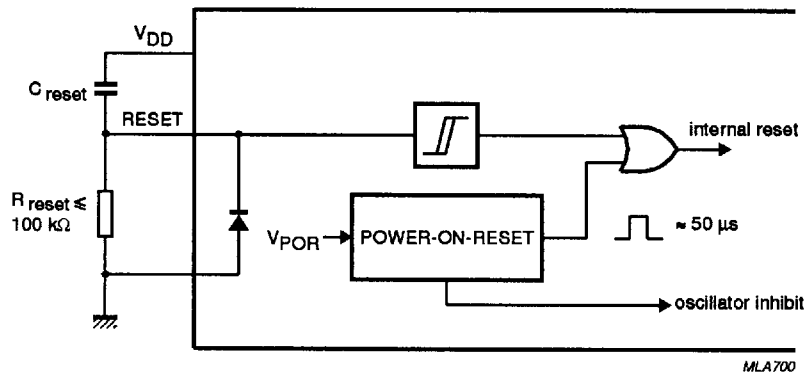 VDD
C reset
RESET
internal reset
R reset ≤
100 kΩ
VPOR
POWER-ON-RESET
≈ 50 µs
oscillator inhibit
MLA700